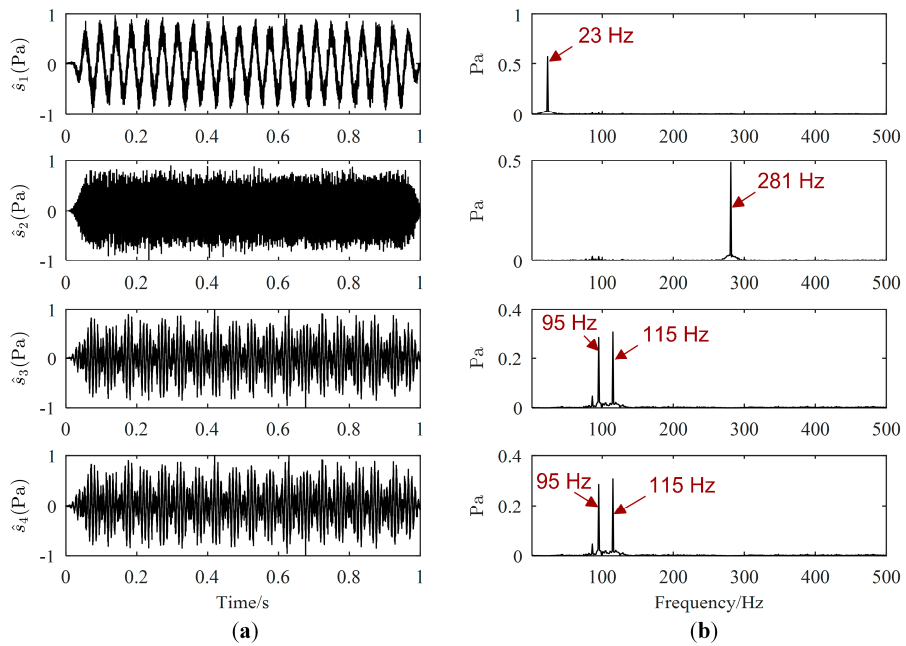 1
0
-1
ŝ1(Pa)
0 0.2 0.4 0.6 0.8 1
1
0.5
0
Pa
23 Hz
100 200 300 400 500
1
0
-1
ŝ2(Pa)
0 0.2 0.4 0.6 0.8 1
0.5
0
Pa
281 Hz
100 200 300 400 500
1
0
-1
ŝ3(Pa)
0 0.2 0.4 0.6 0.8 1
0.4
0.2
0
Pa
95 Hz
115 Hz
100 200 300 400 500
1
0
-1
ŝ4(Pa)
0 0.2 0.4 0.6 0.8 1
Time/s
(a)
0.4
0.2
0
Pa
95 Hz
115 Hz
100 200 300 400 500
Frequency/Hz
(b)